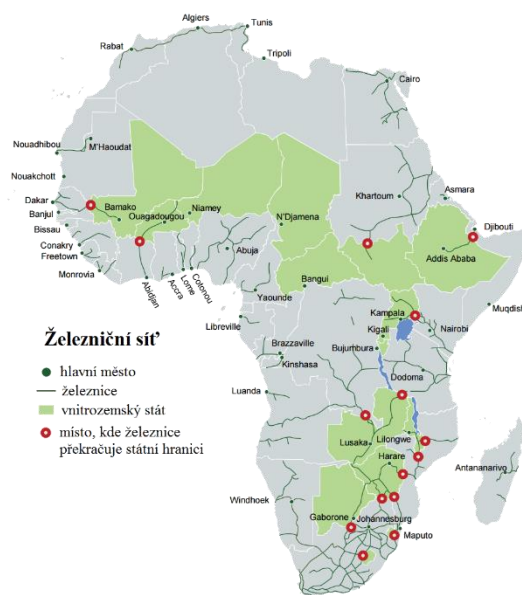 Algiers
Tunis
Rabat
Tripoli
Cairo
Nouadhibou
M'Haoudat
Nouakchott
Dakar
Banjul
Bissau
Conakry
Freetown
Monrovia
Bamako
Ouagadougou
Niamey
N'Djamena
Khartoum
Asmara
Djibouti
Addis Ababa
Abuja
Abidjan
Accra
Lome
Cotonou
Bangui
Yaounde
Libreville
Kampala
Kigali
Nairobi
Muqdish
Bujumbura
Brazzaville
Kinshasa
Dodoma
Luanda
Lusaka
Lilongwe
Harare
Antananarivo
Windhoek
Gaborone
Johannesburg
Maputo
Železniční síť
hlavní město
železnice
vnitrozemský stát
místo, kde železnice
překračuje státní hranici